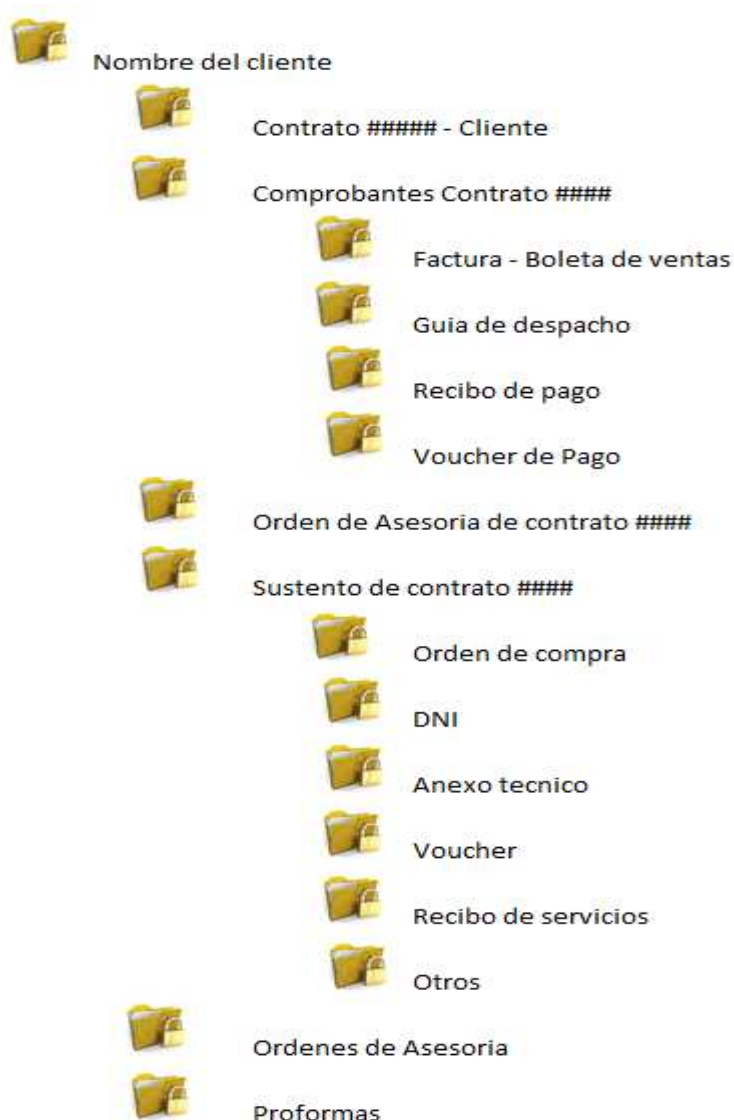 Nombre del cliente
Contrato ##### - Cliente
Comprobantes Contrato ####
Factura - Boleta de ventas
Guia de despacho
Recibo de pago
Voucher de Pago
Orden de Asesoria de contrato ####
Sustento de contrato ####
Orden de compra
DNI
Anexo tecnico
Voucher
Recibo de servicios
Otros
Ordenes de Asesoria
Proformas